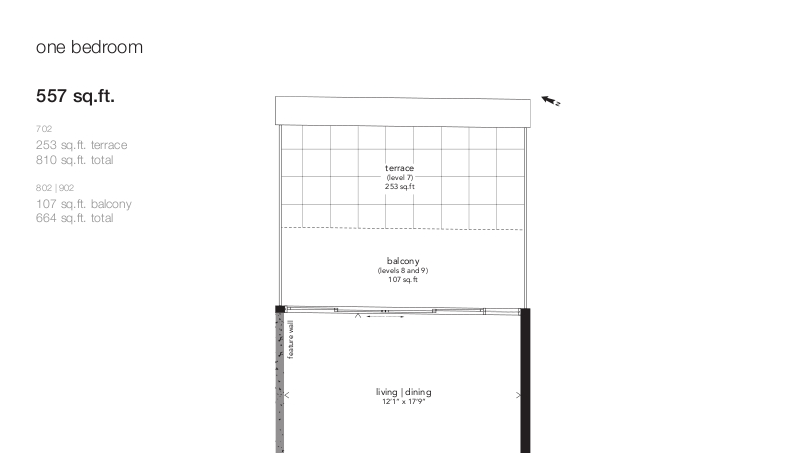 one bedroom
557 sq.ft.
702
253 sq.ft. terrace
810 sq.ft. total
802 | 902
107 sq.ft. balcony
664 sq.ft. total
N
terrace
(level 7)
253 sq.ft
balcony
(levels 8 and 9)
107 sq.ft
feature wall
living | dining
12'1" x 17'9"